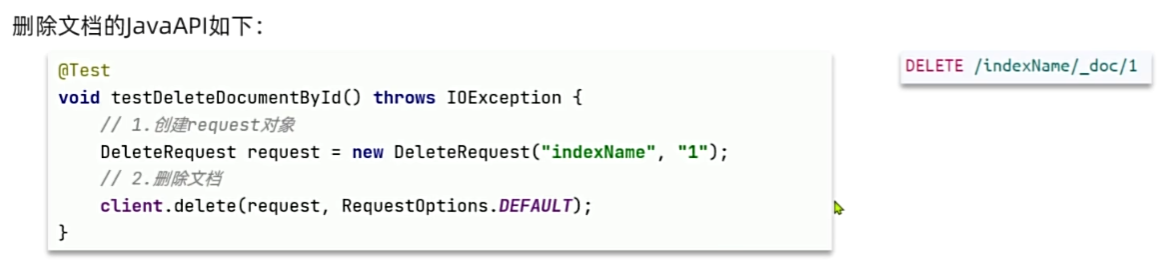 删除文档的JavaAPI如下：
@Test
void testDeleteDocumentById() throws IOException {
    // 1.创建request对象
    DeleteRequest request = new DeleteRequest("indexName", "1");
    // 2.删除文档
    client.delete(request, RequestOptions.DEFAULT);
}
DELETE /indexName/_doc/1